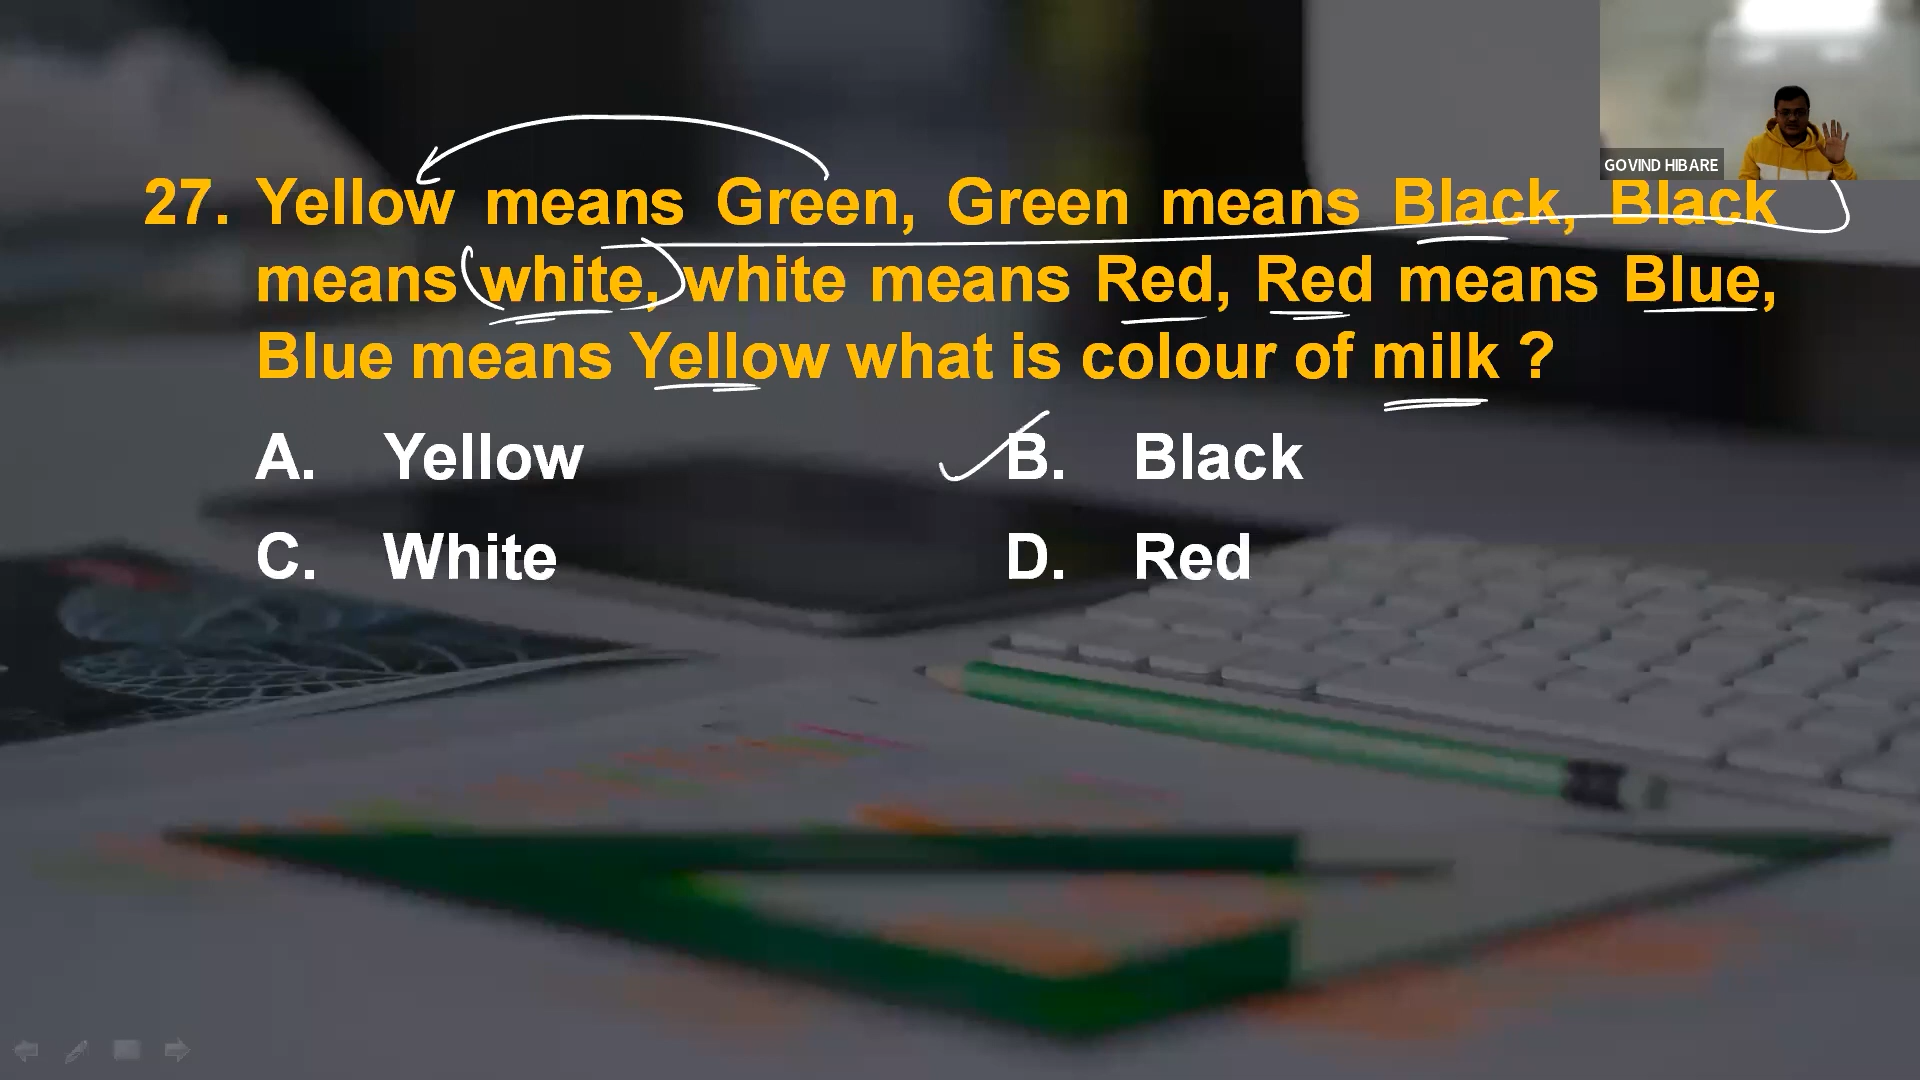 GOVIND HIBARE
27. Yellow means Green, Green means Black, Black
means white, white means Red, Red means Blue,
Blue means Yellow what is colour of milk ?
A. Yellow
B. Black
C. White
D. Red